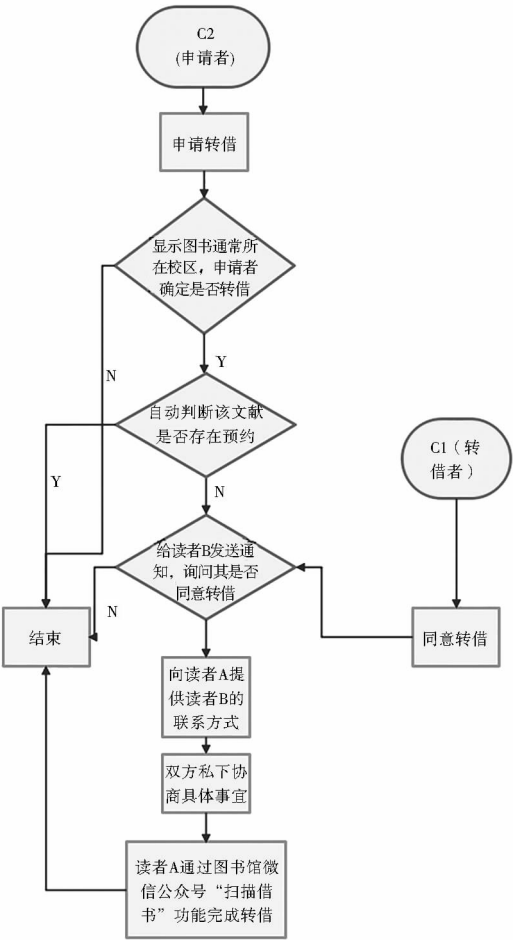 C2
(申请者)
申请转借
显示图书通常所
在校区，申请者
确定是否转借
N
Y
自动判断该文献
是否存在预约
Y
N
C1（转
借者）
给读者B发送通
知，询问其是否
同意转借
N
结束
同意转借
向读者A提
供读者B的
联系方式
双方私下协
商具体事宜
读者A通过图书馆微
信公众号“扫描借
书”功能完成转借